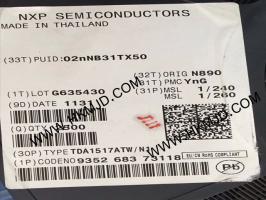 NXP SEMICONDUCTORS
MADE IN THAILAND
(33T) PUID: 02nNB31TX50
(32T) ORIG N890
(31T) PMC YnG
(1T) LOT G635430
(31P) MSL 1/240
MSL 1/260
(9D) DATE 1131
(Q) QTY
(30P) TYPE TDA1517ATW/N1
EU/CN RoHS COMPLIANT
(1P) CODENO 9352 683 73118
Pb